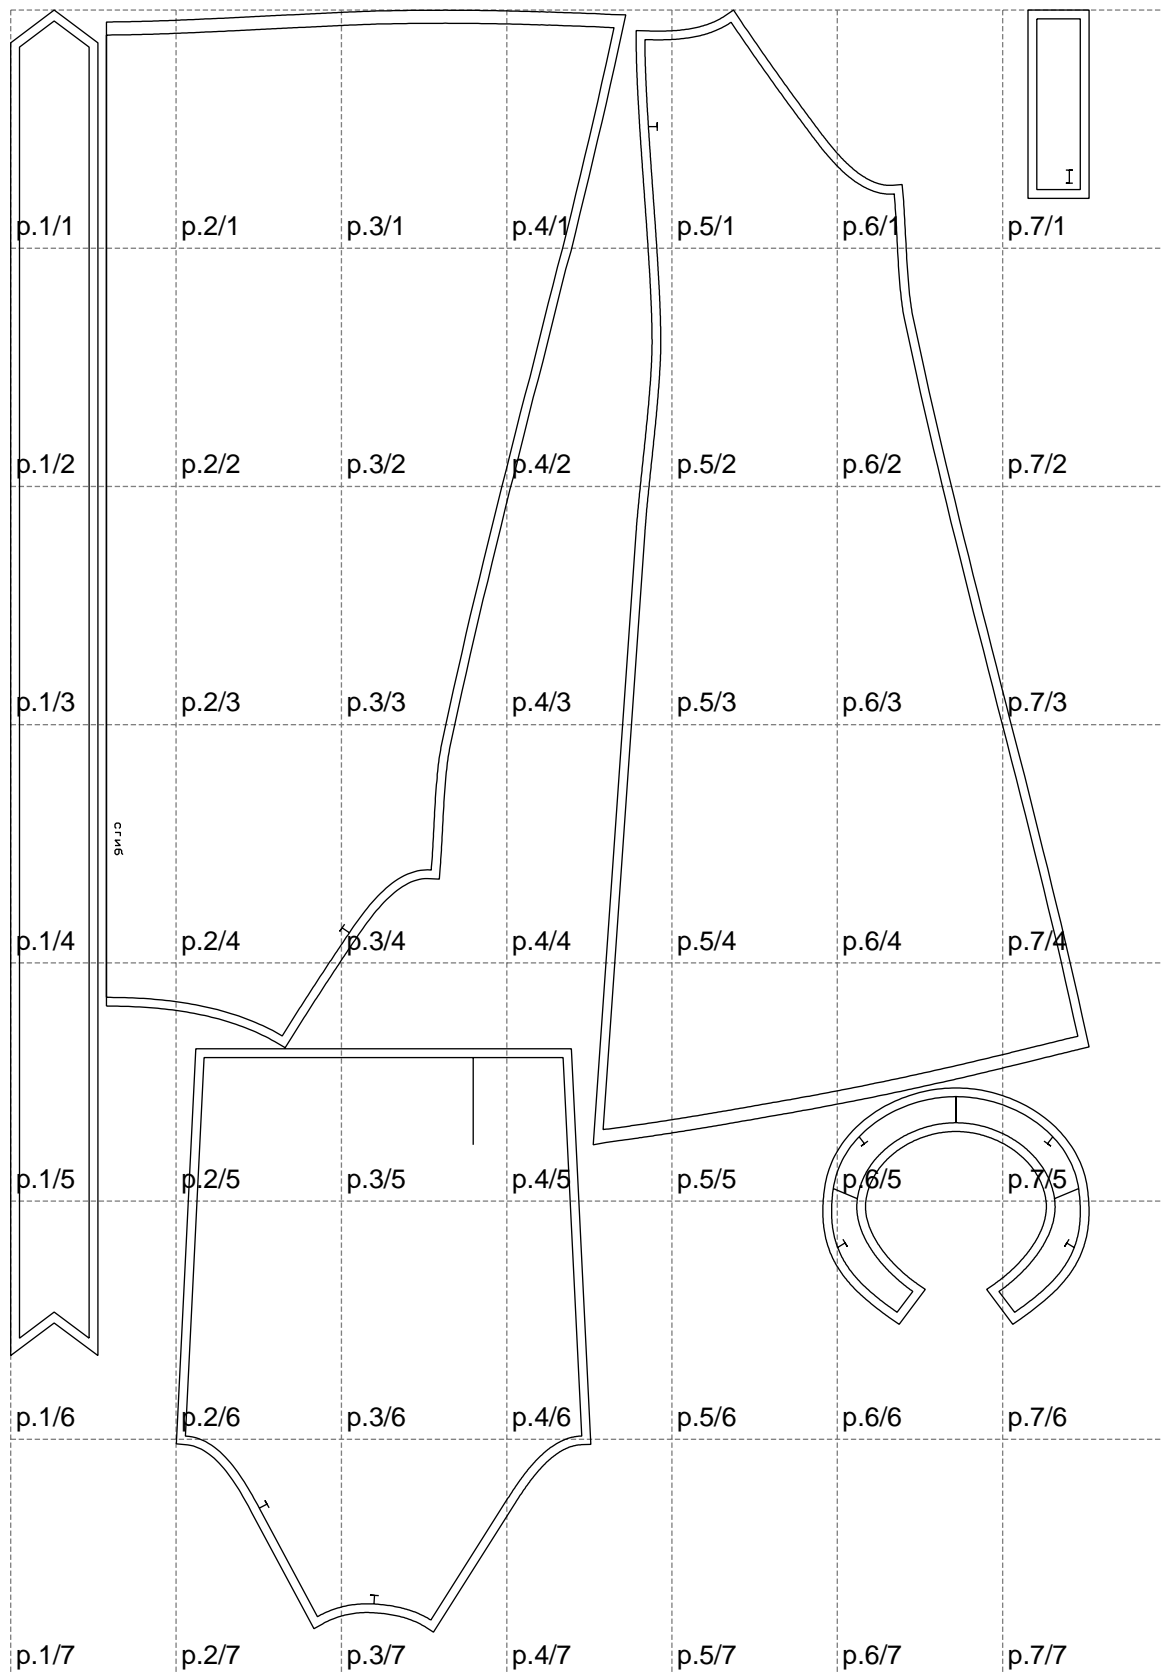 p.1/1 p.2/1 p.3/1 p.4/1 p.5/1 p.6/1 p.7/1
p.1/2 p.2/2 p.3/2 p.4/2 p.5/2 p.6/2 p.7/2
p.1/3 p.2/3 p.3/3 p.4/3 p.5/3 p.6/3 p.7/3
сгиб
p.1/4 p.2/4 p.3/4 p.4/4 p.5/4 p.6/4 p.7/4
p.1/5 p.2/5 p.3/5 p.4/5 p.5/5 p.6/5 p.7/5
p.1/6 p.2/6 p.3/6 p.4/6 p.5/6 p.6/6 p.7/6
p.1/7 p.2/7 p.3/7 p.4/7 p.5/7 p.6/7 p.7/7